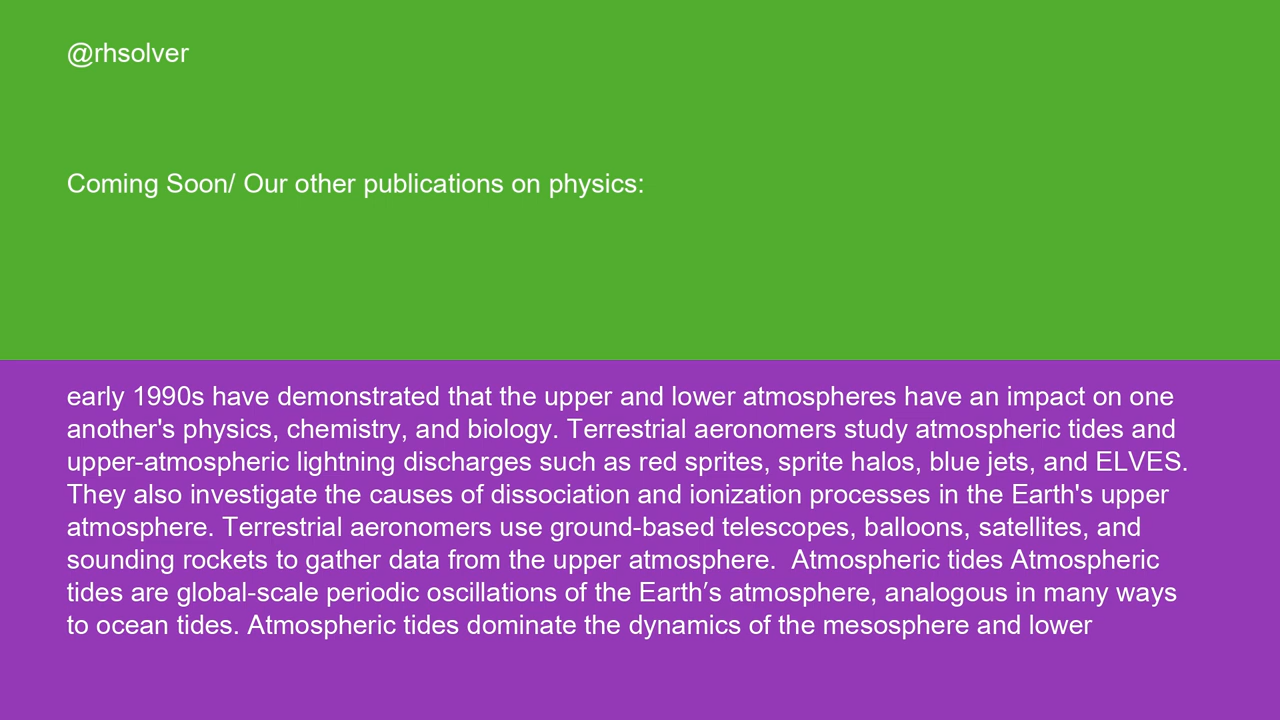 @rhsolver
Coming Soon/ Our other publications on physics:
early 1990s have demonstrated that the upper and lower atmospheres have an impact on one
another's physics, chemistry, and biology. Terrestrial aeronomers study atmospheric tides and
upper-atmospheric lightning discharges such as red sprites, sprite halos, blue jets, and ELVES.
They also investigate the causes of dissociation and ionization processes in the Earth's upper
atmosphere. Terrestrial aeronomers use ground-based telescopes, balloons, satellites, and
sounding rockets to gather data from the upper atmosphere.  Atmospheric tides Atmospheric
tides are global-scale periodic oscillations of the Earth′s atmosphere, analogous in many ways
to ocean tides. Atmospheric tides dominate the dynamics of the mesosphere and lower